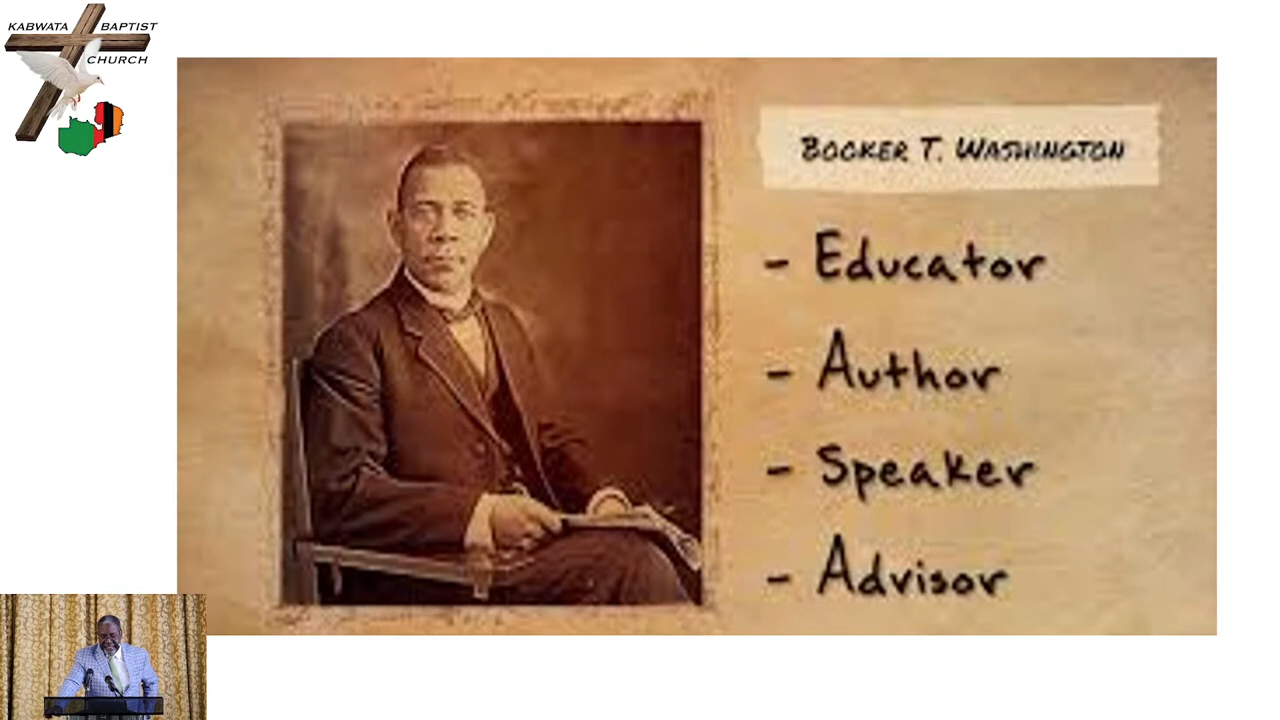 KABWATA BAPTIST
CHURCH
BOOKER T. WASHINGTON
- Educator
- Author
- Speaker
- Advisor